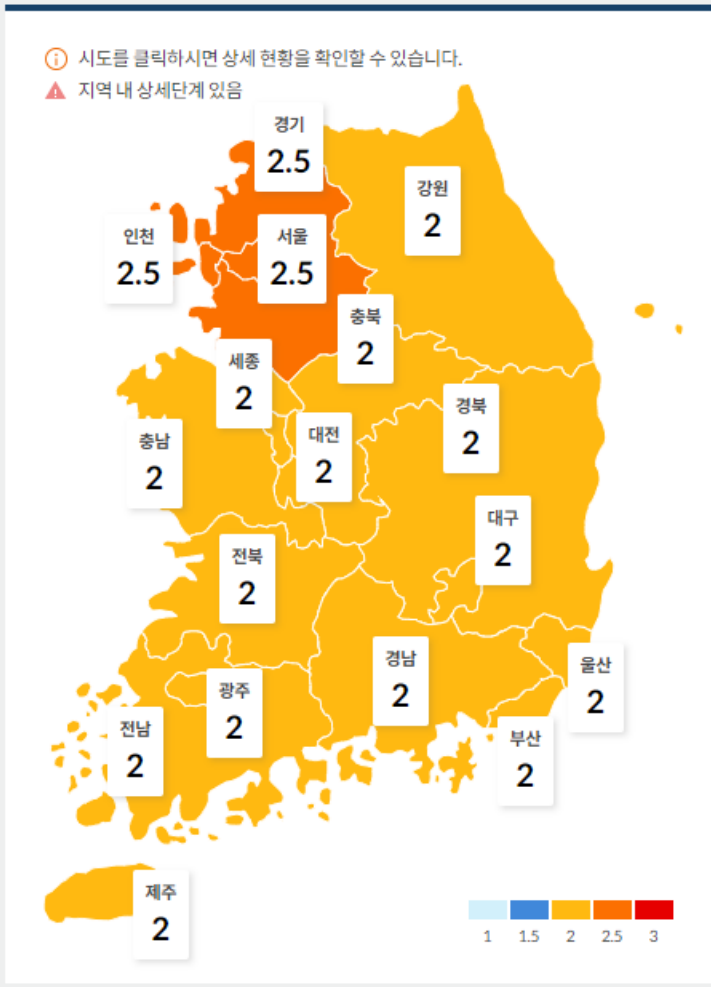 시도를 클릭하시면 상세 현황을 확인할 수 있습니다.
지역 내 상세단계 있음
경기
2.5
강원
2
인천
2.5
서울
2.5
충북
2
세종
2
경북
2
대전
2
충남
2
대구
2
전북
2
경남
2
울산
2
광주
2
전남
2
부산
2
제주
2
1 1.5 2 2.5 3